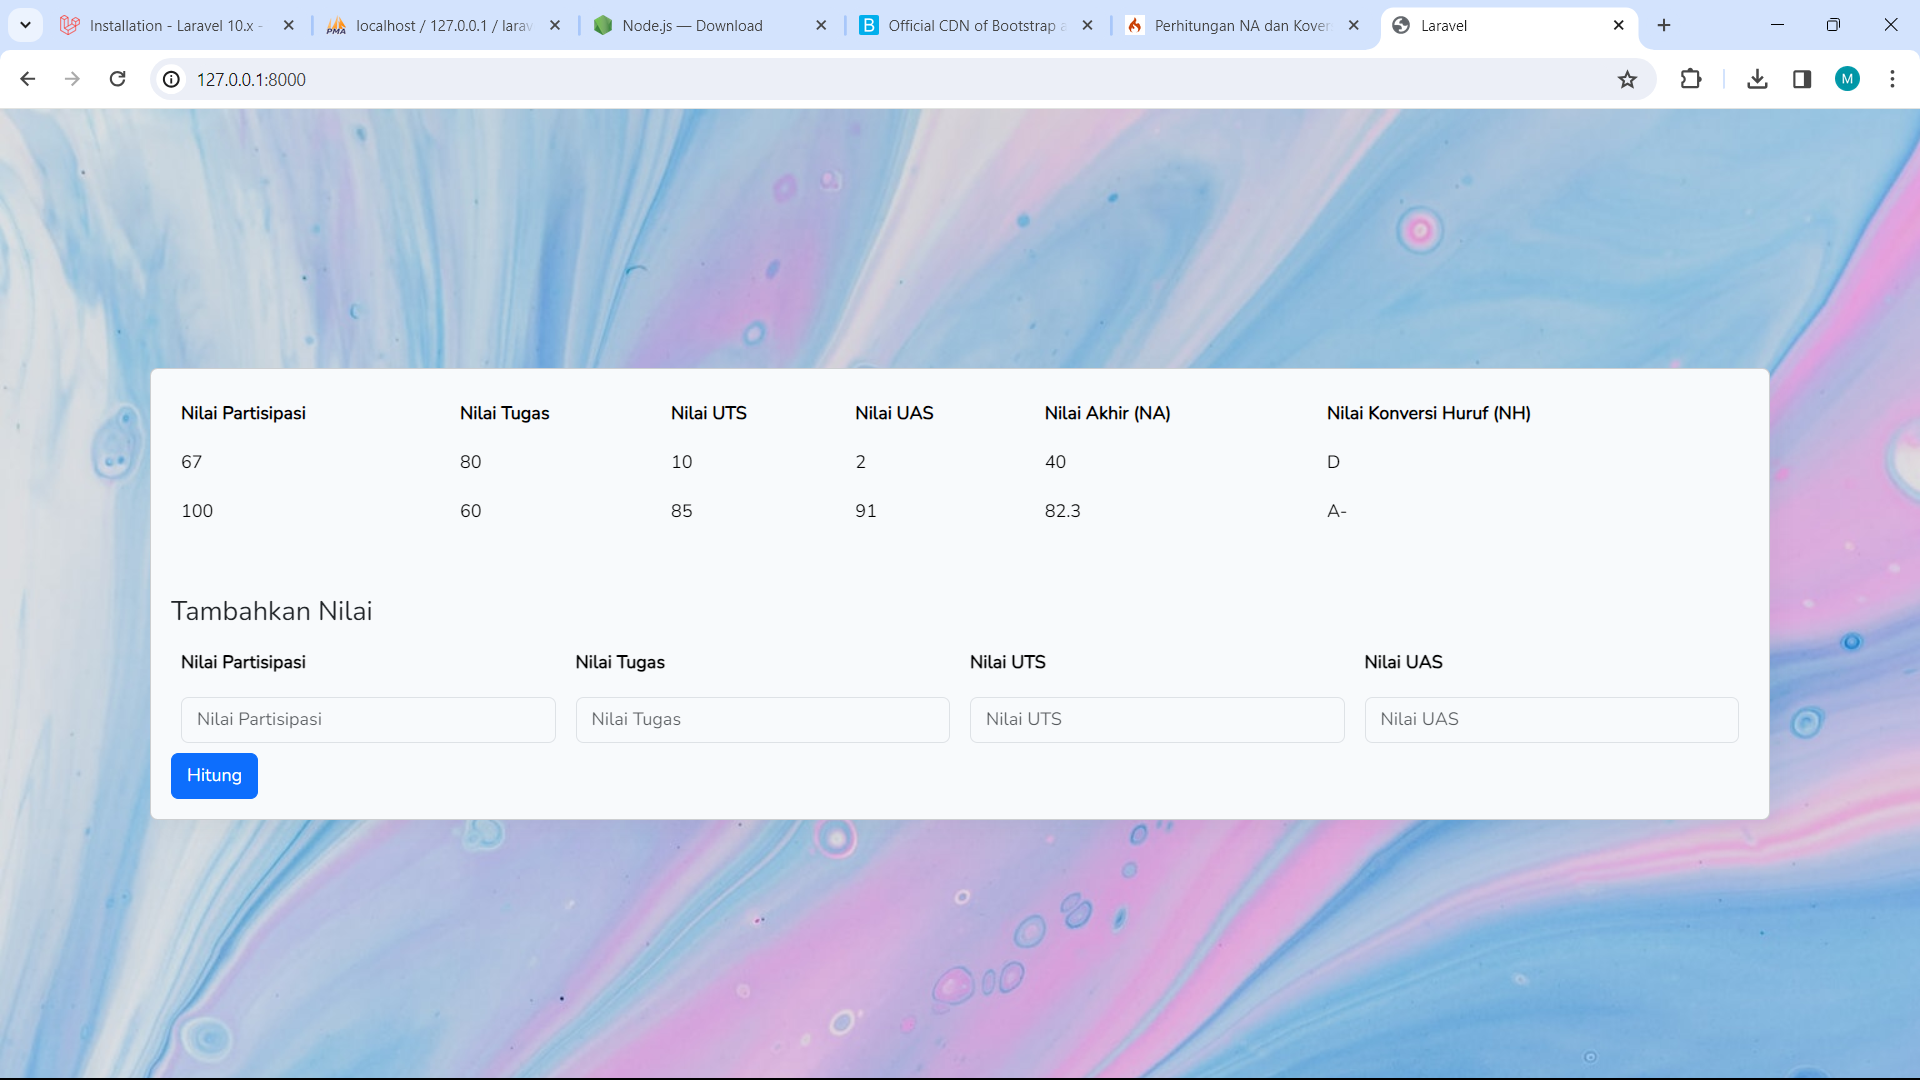 Installation - Laravel 10.x -
localhost / 127.0.0.1 / larav
Node.js — Download
Official CDN of Bootstrap a
Perhitungan NA dan Kover
Laravel
127.0.0.1:8000
M
Nilai Partisipasi Nilai Tugas Nilai UTS Nilai UAS Nilai Akhir (NA) Nilai Konversi Huruf (NH)
67 80 10 2 40 D
100 60 85 91 82.3 A-
Tambahkan Nilai
Nilai Partisipasi Nilai Tugas Nilai UTS Nilai UAS
Nilai Partisipasi Nilai Tugas Nilai UTS Nilai UAS
Hitung